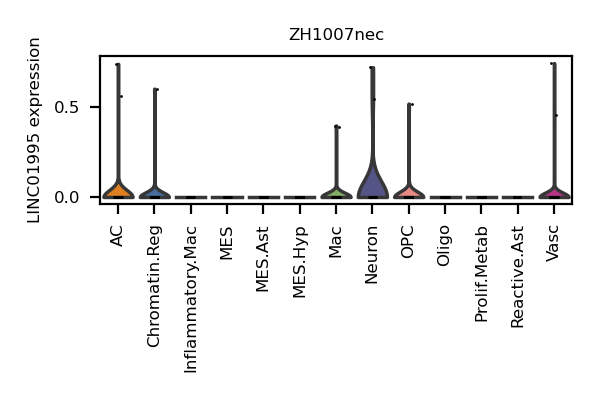 ZH1007nec
LINC01995 expression
0.5
0.0
AC
Chromatin.Reg
Inflammatory.Mac
MES
MES.Ast
MES.Hyp
Mac
Neuron
OPC
Oligo
Prolif.Metab
Reactive.Ast
Vasc